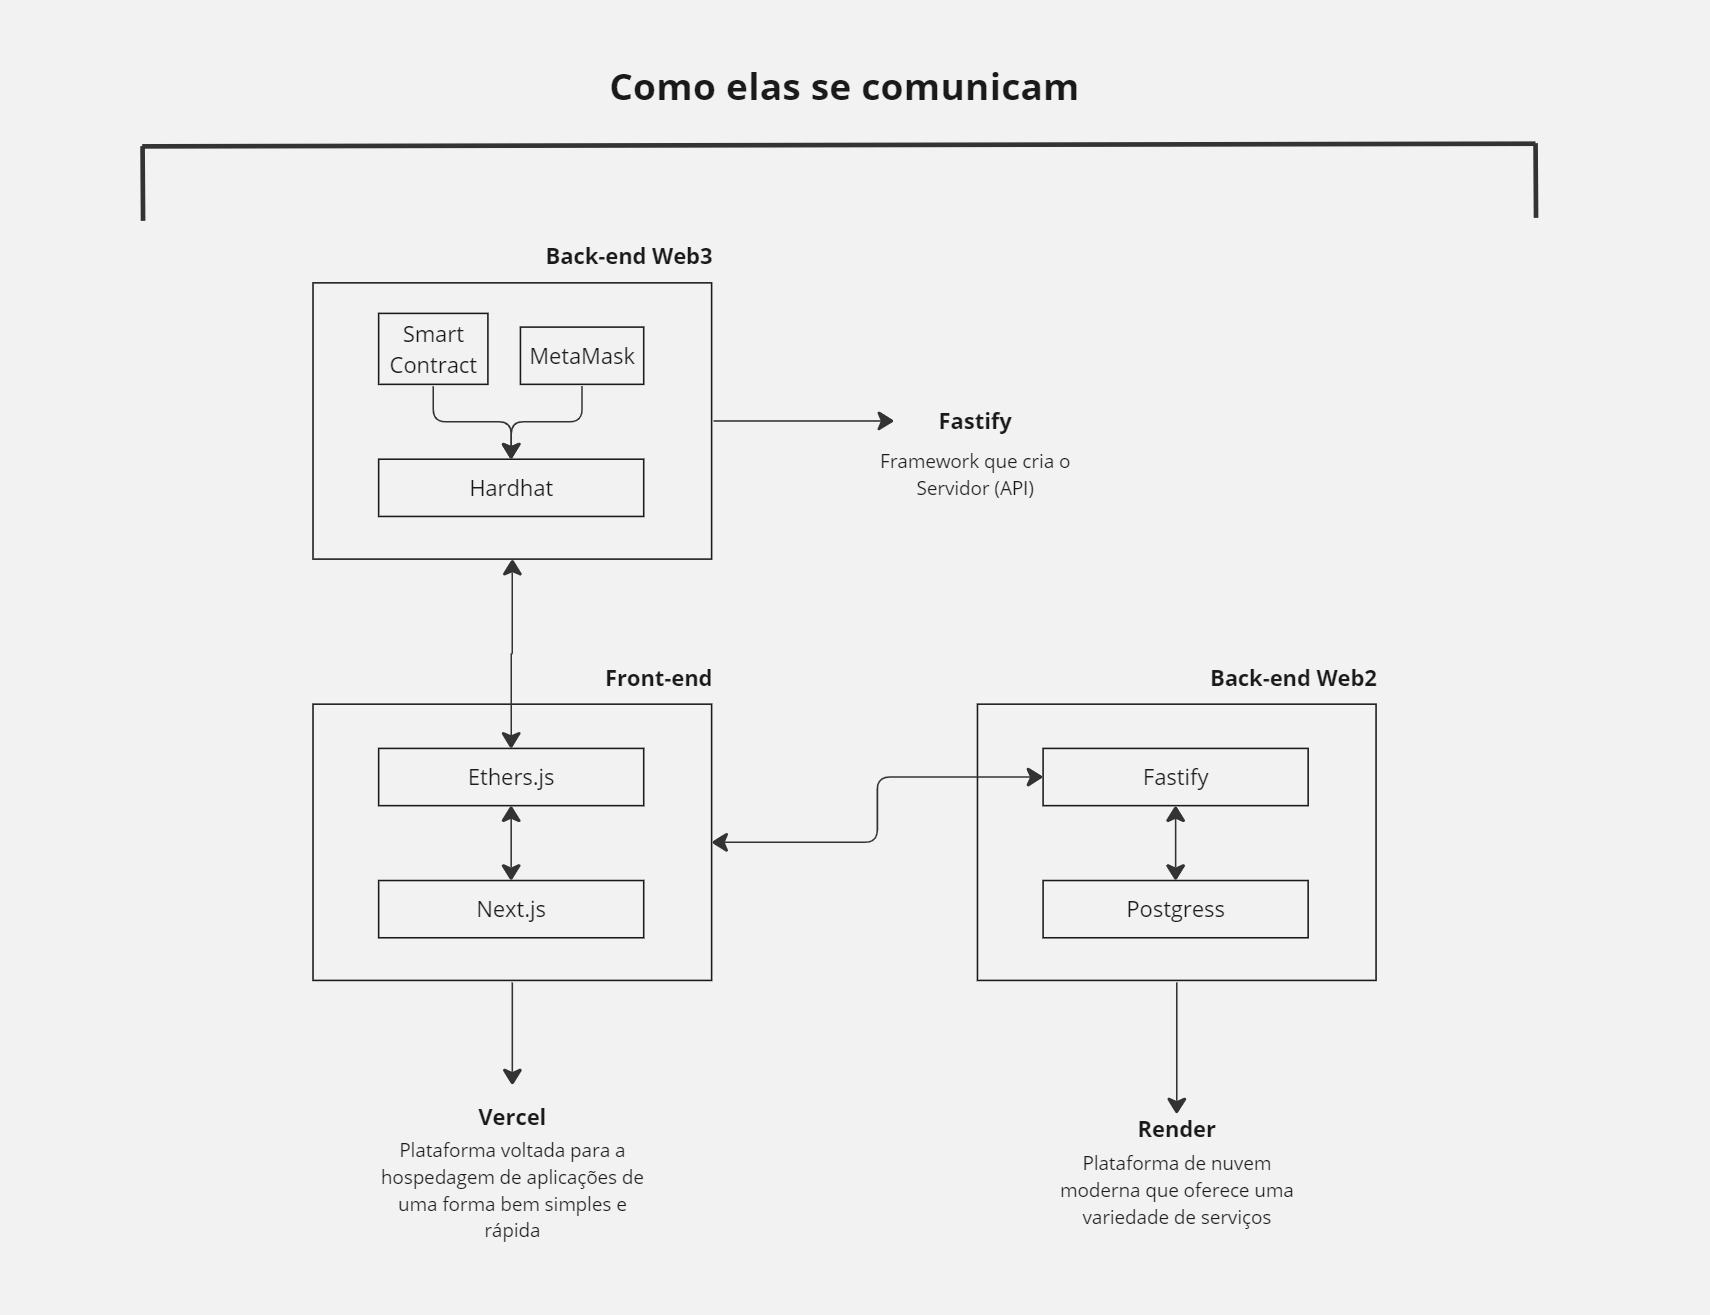 Como elas se comunicam
Back-end Web3
Smart
Contract
MetaMask
Hardhat
Fastify
Framework que cria o
Servidor (API)
Front-end
Ethers.js
Next.js
Back-end Web2
Fastify
Postgress
Vercel
Plataforma voltada para a
hospedagem de aplicações de
uma forma bem simples e
rápida
Render
Plataforma de nuvem
moderna que oferece uma
variedade de serviços